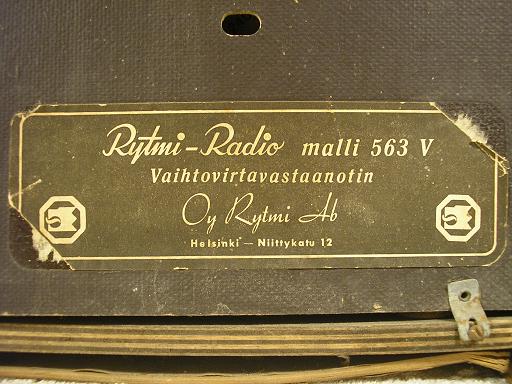 Rytmi-Radio malli 563 V
Vaihtovirtavastaanotin
Oy Rytmi Ab
Helsinki — Niittykatu 12